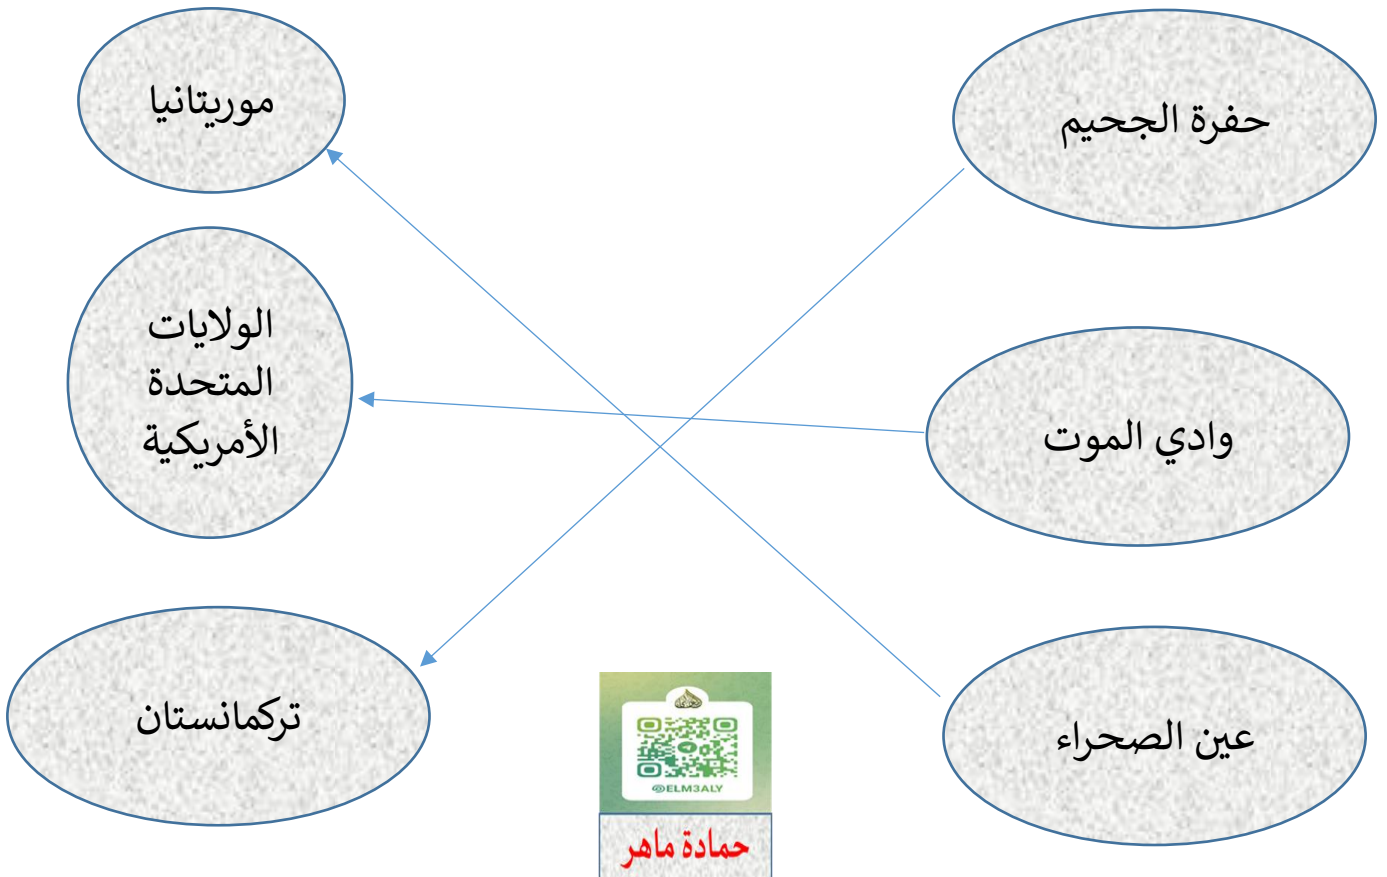 حفرة الجحيم
موريتانيا
وادي الموت
الولايات
المتحدة
الأمريكية
عين الصحراء
تركمانستان
@ELM3ALY
حمادة ماهر